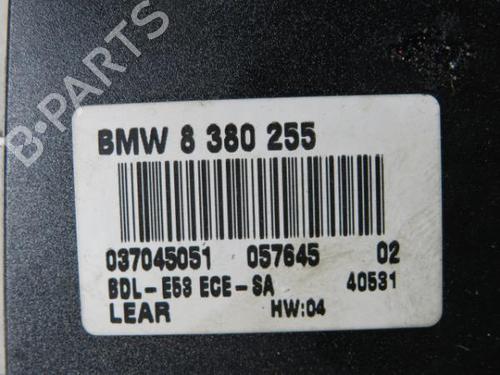 B-PARTS
BMW 8 380 255
037045051 057645 02
BDL-E53 ECE-SA 40531
LEAR HW:04